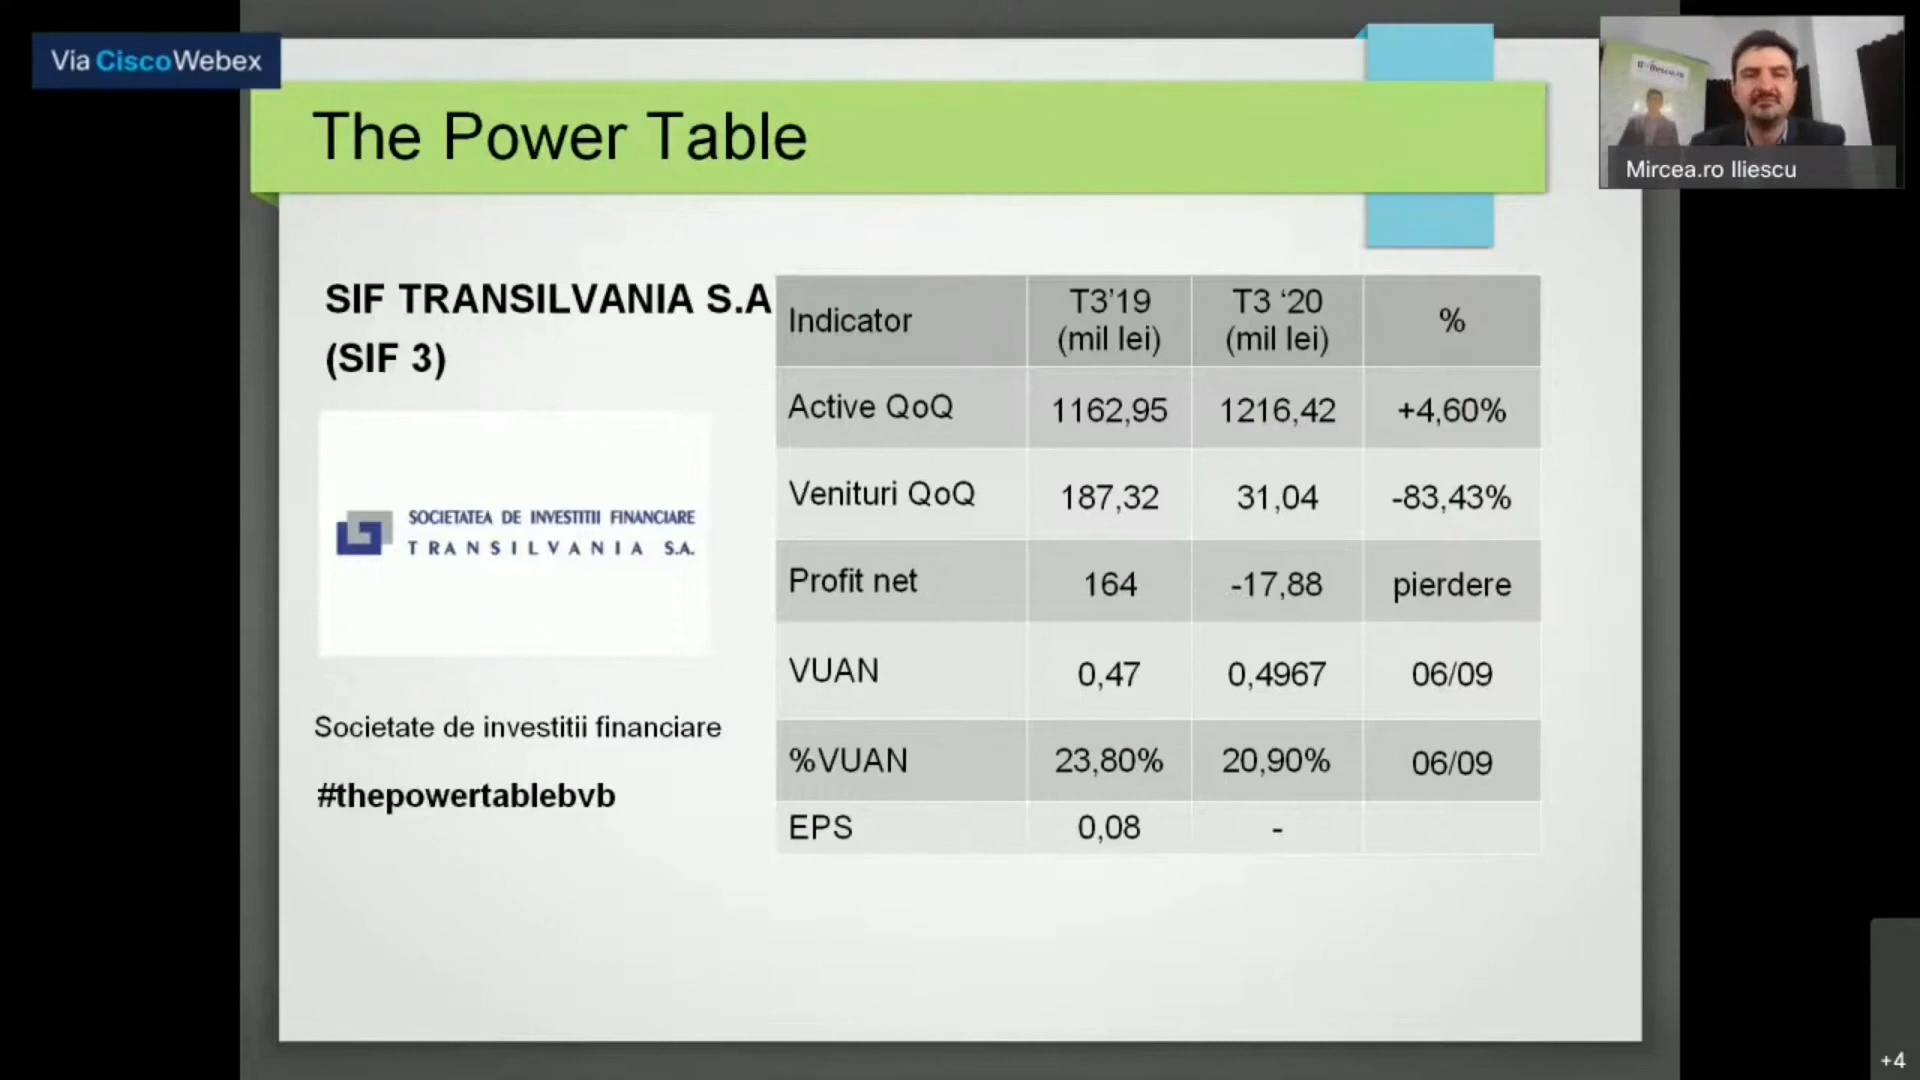 Via CiscoWebex
The Power Table
Mircea.ro Iliescu
SIF TRANSILVANIA S.A
(SIF 3)
SOCIETATEA DE INVESTITII FINANCIARE
TRANSILVANIA S.A.
Societate de investitii financiare
#thepowertablebvb
Indicator T3’19 (mil lei) T3 ‘20 (mil lei) %
Active QoQ 1162,95 1216,42 +4,60%
Venituri QoQ 187,32 31,04 -83,43%
Profit net 164 -17,88 pierdere
VUAN 0,47 0,4967 06/09
%VUAN 23,80% 20,90% 06/09
EPS 0,08 -
+4